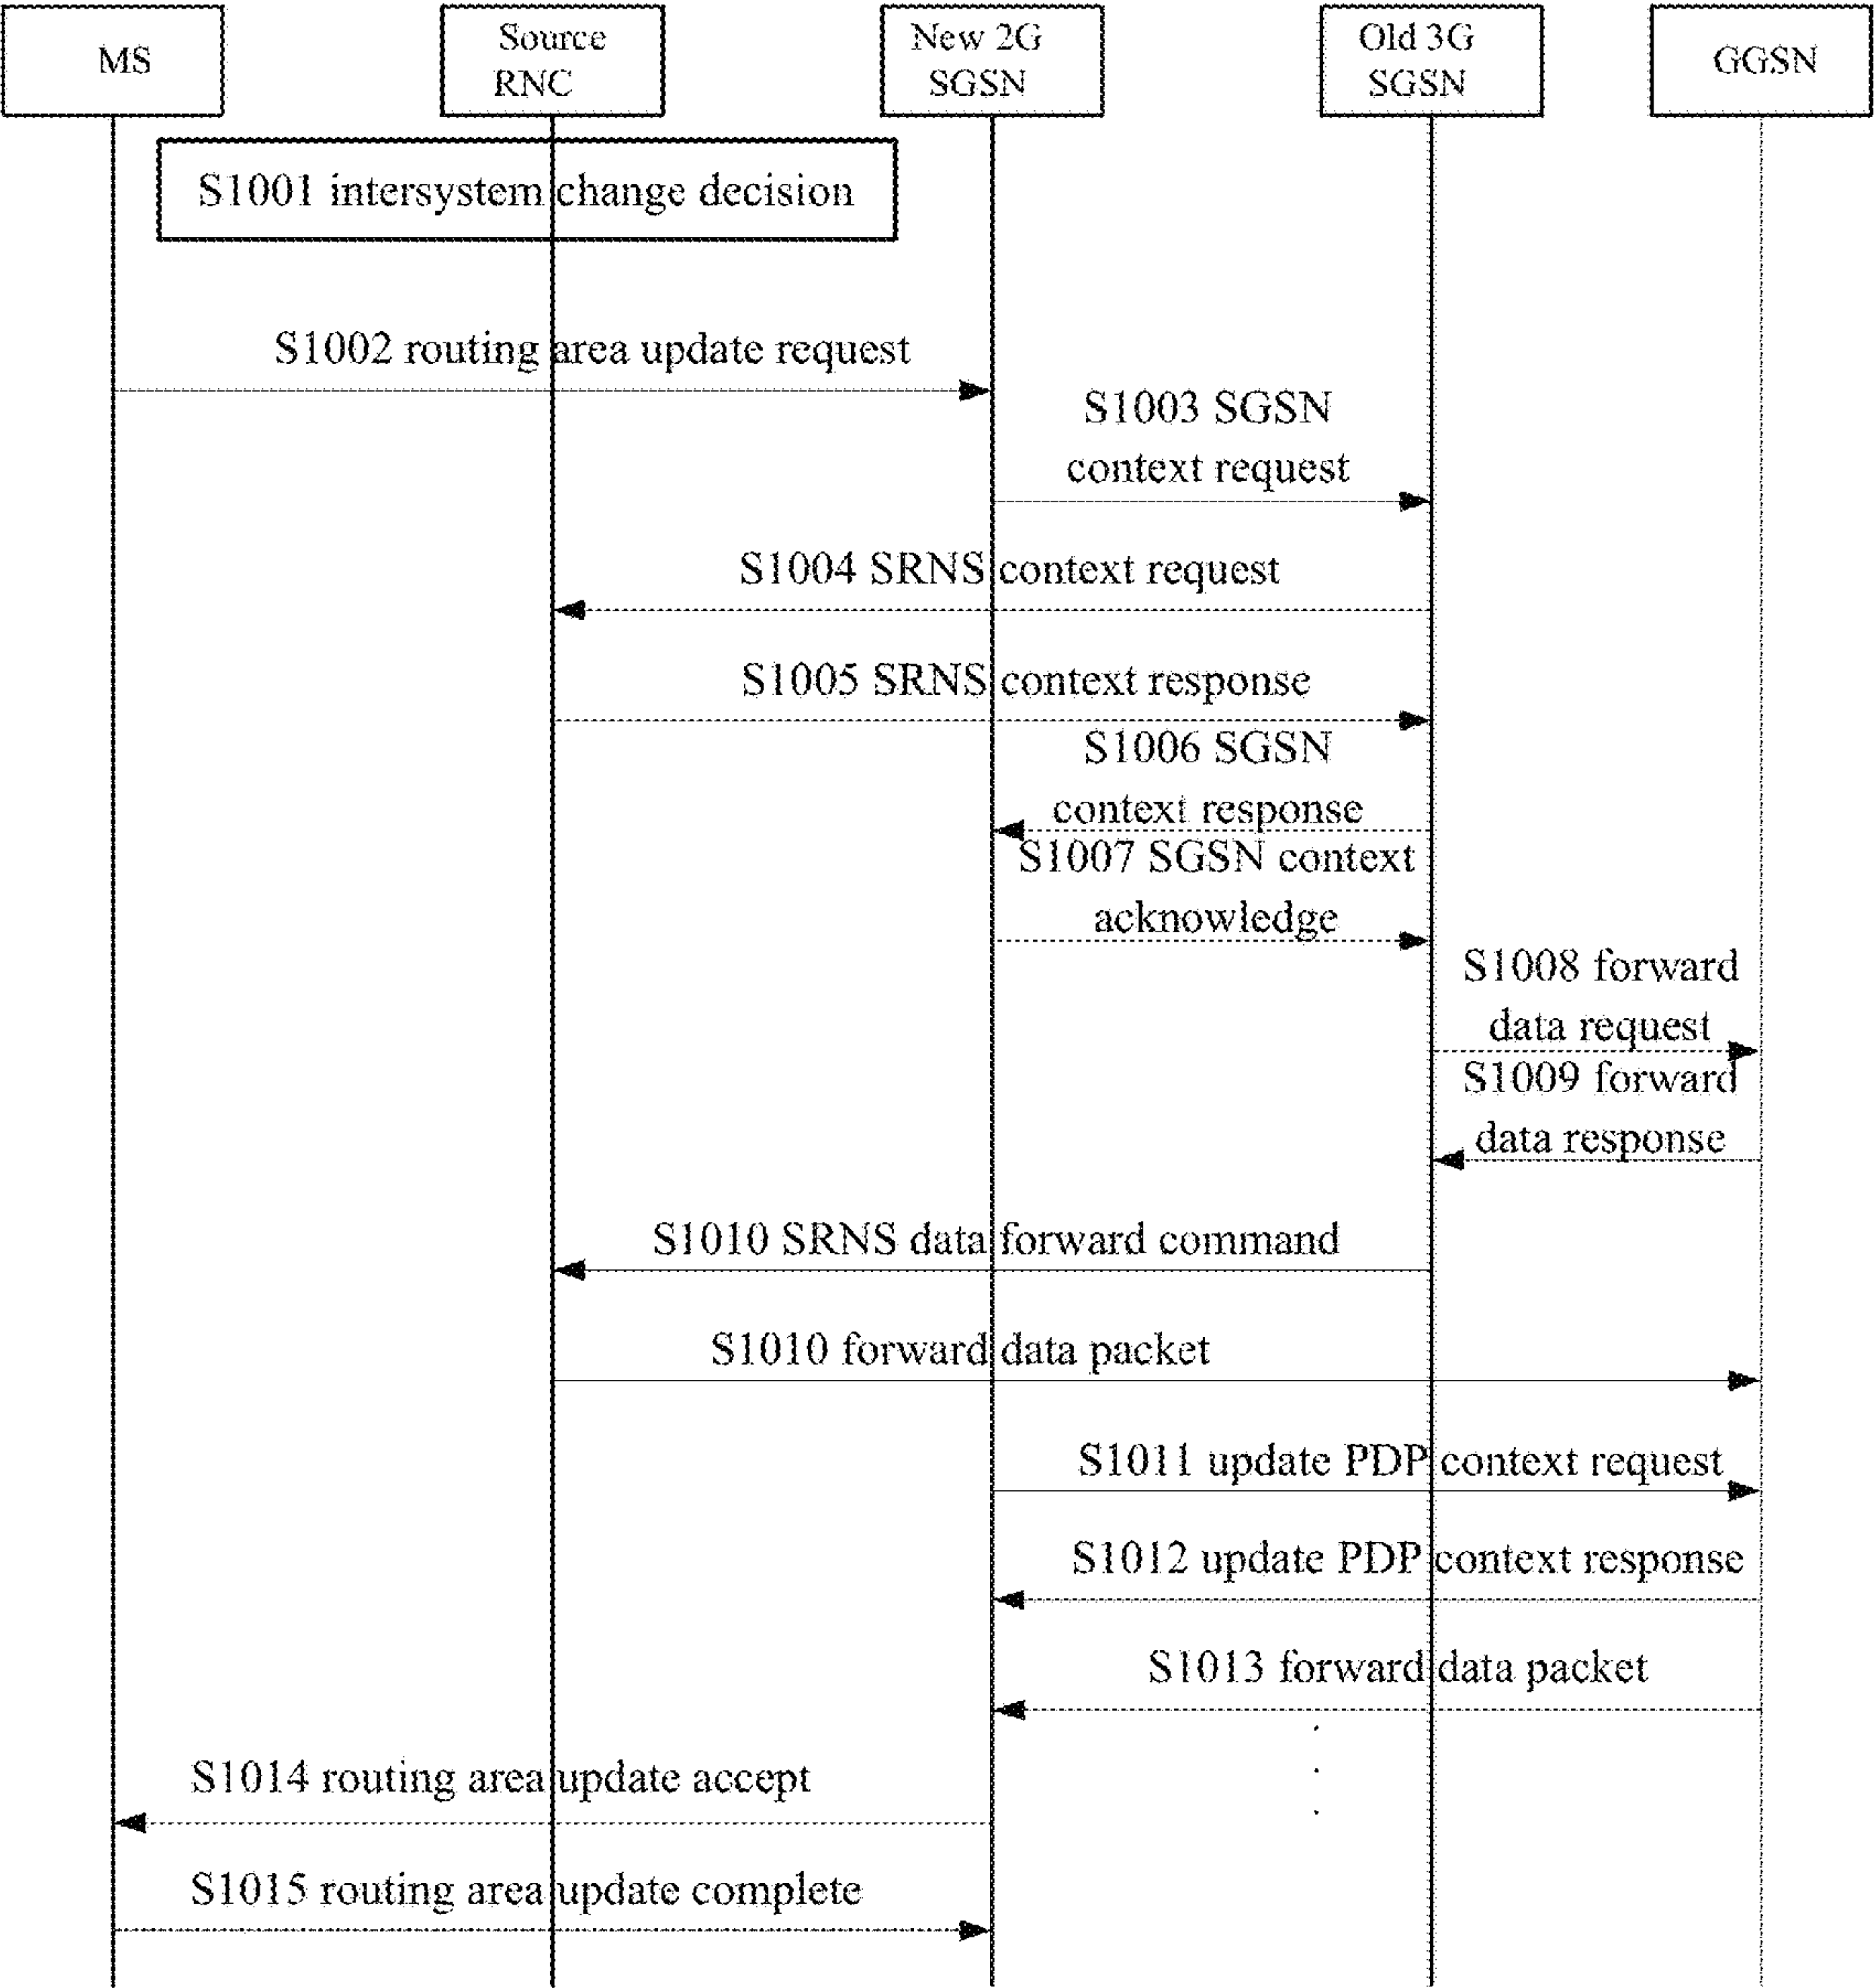 MS
Source
RNC
New 2G
SGSN
Old 3G
SGSN
GGSN
S1001 intersystem change decision
S1002 routing area update request
S1003 SGSN
context request
S1004 SRNS context request
S1005 SRNS context response
S1006 SGSN
context response
S1007 SGSN context
acknowledge
S1008 forward
data request
S1009 forward
data response
S1010 SRNS data forward command
S1010 forward data packet
S1011 update PDP context request
S1012 update PDP context response
S1013 forward data packet
S1014 routing area update accept
S1015 routing area update complete